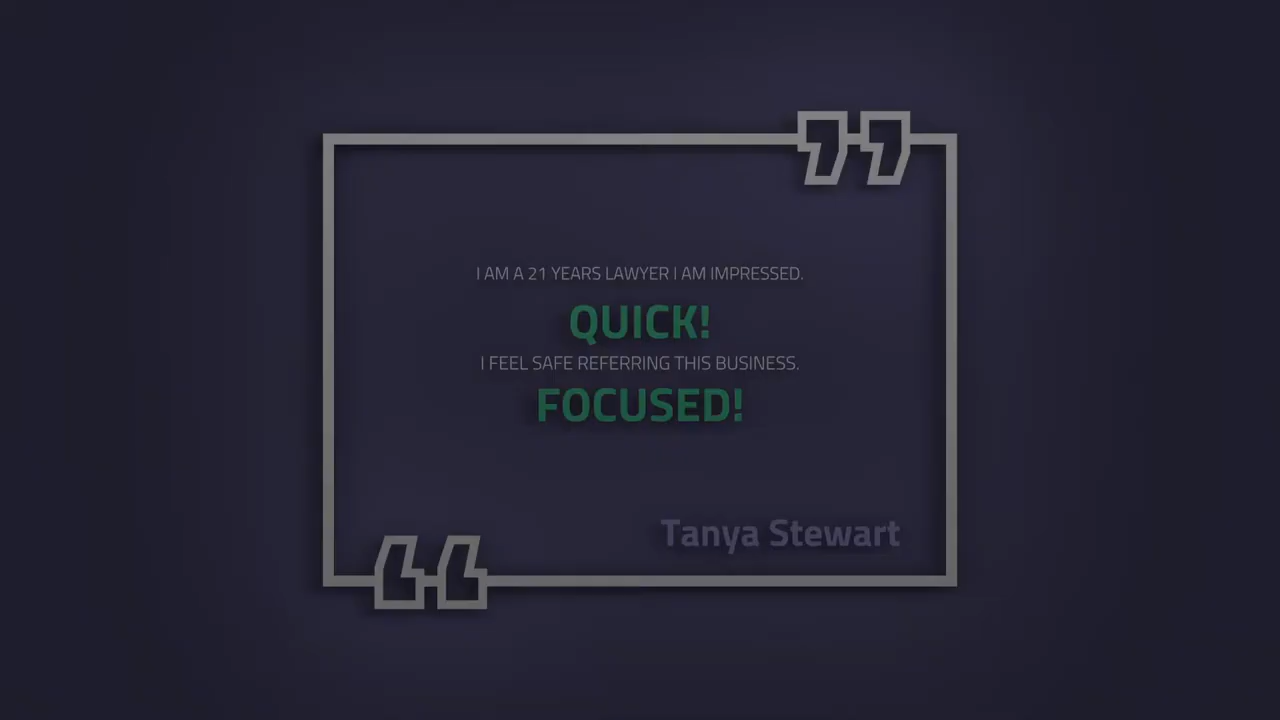 I AM A 21 YEARS LAWYER I AM IMPRESSED.
QUICK!
I FEEL SAFE REFERRING THIS BUSINESS.
FOCUSED!
Tanya Stewart